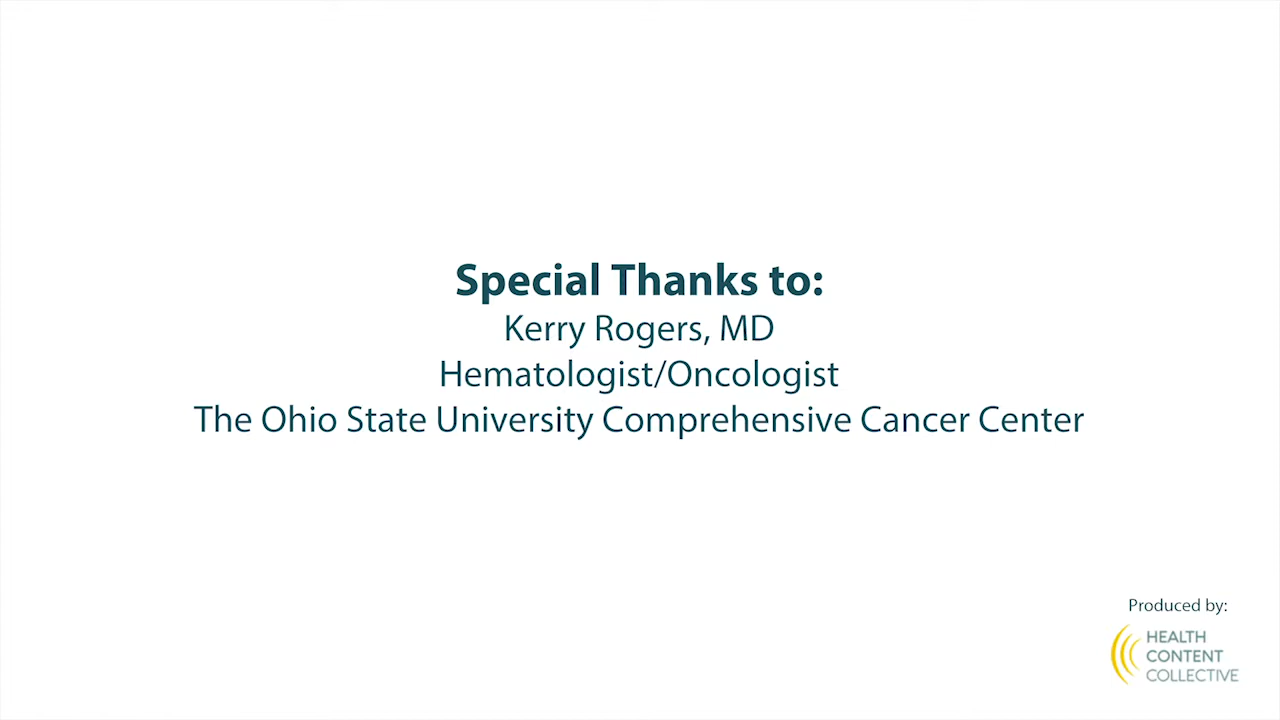 Special Thanks to:
Kerry Rogers, MD
Hematologist/Oncologist
The Ohio State University Comprehensive Cancer Center
Produced by:
HEALTH
CONTENT
COLLECTIVE